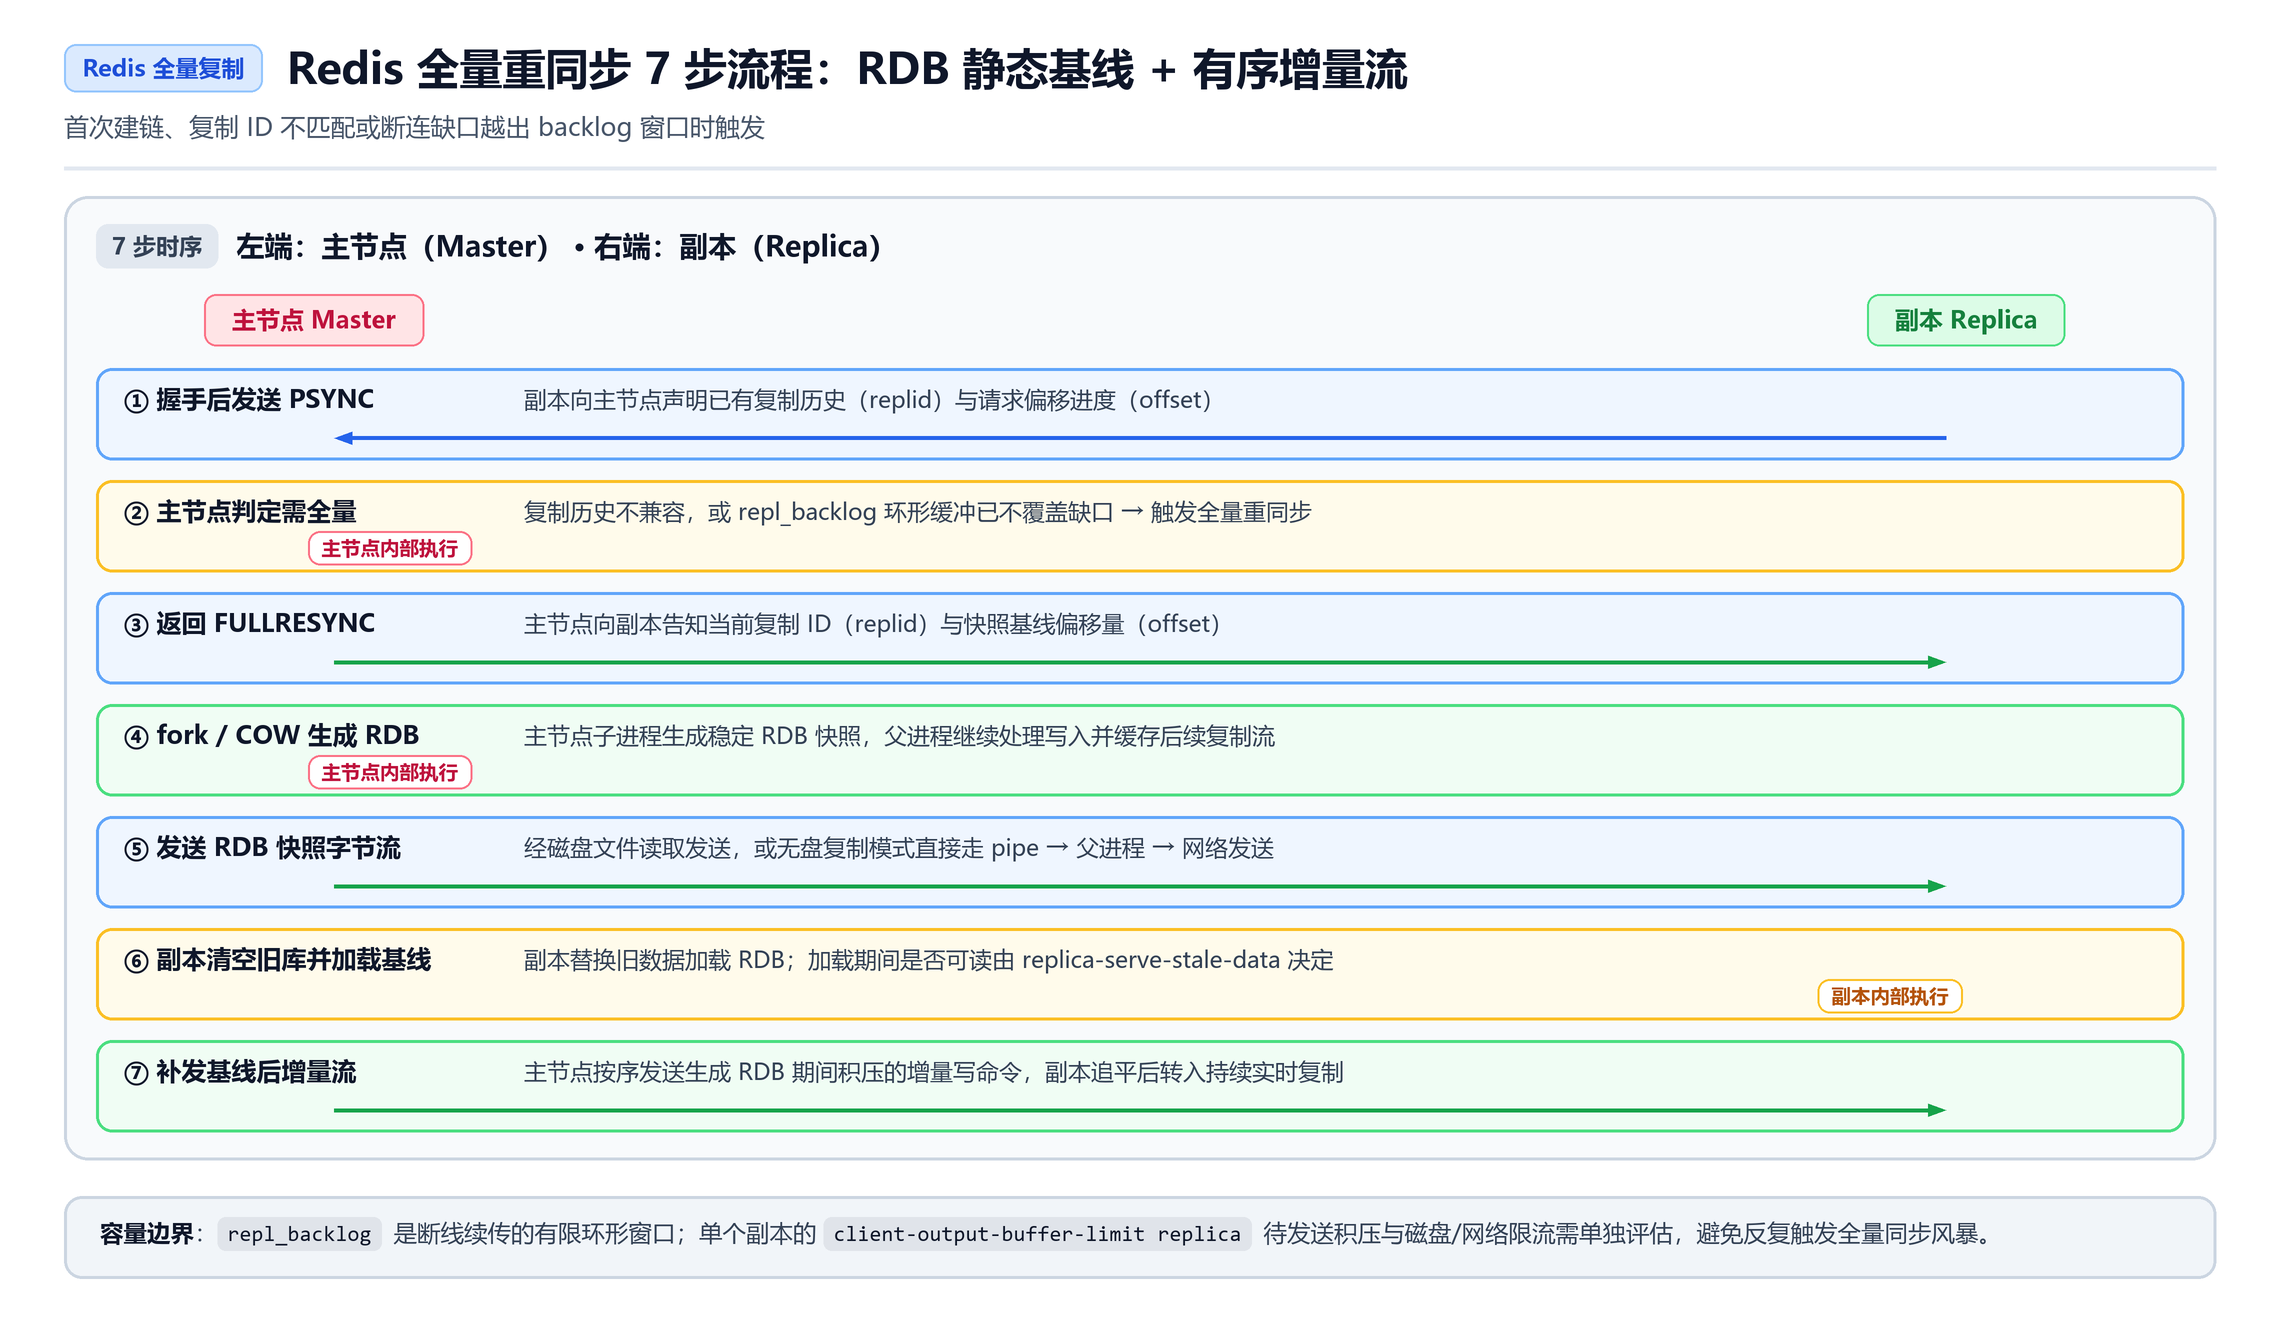 Redis 全量复制
Redis 全量重同步 7 步流程：RDB 静态基线 + 有序增量流
首次建链、复制 ID 不匹配或断连缺口越出 backlog 窗口时触发
7 步时序 左端：主节点（Master） · 右端：副本（Replica）
主节点 Master
副本 Replica
① 握手后发送 PSYNC 副本向主节点声明已有复制历史（replid）与请求偏移进度（offset）
② 主节点判定需全量 复制历史不兼容，或 repl_backlog 环形缓冲已不覆盖缺口 → 触发全量重同步
主节点内部执行
③ 返回 FULLRESYNC 主节点向副本告知当前复制 ID（replid）与快照基线偏移量（offset）
④ fork / COW 生成 RDB 主节点子进程生成稳定 RDB 快照，父进程继续处理写入并缓存后续复制流
主节点内部执行
⑤ 发送 RDB 快照字节流 经磁盘文件读取发送，或无盘复制模式直接走 pipe → 父进程 → 网络发送
⑥ 副本清空旧库并加载基线 副本替换旧数据加载 RDB；加载期间是否可读由 replica-serve-stale-data 决定
副本内部执行
⑦ 补发基线后增量流 主节点按序发送生成 RDB 期间积压的增量写命令，副本追平后转入持续实时复制
容量边界： repl_backlog 是断线续传的有限环形窗口；单个副本的 client-output-buffer-limit replica 待发送积压与磁盘/网络限流需单独评估，避免反复触发全量同步风暴。